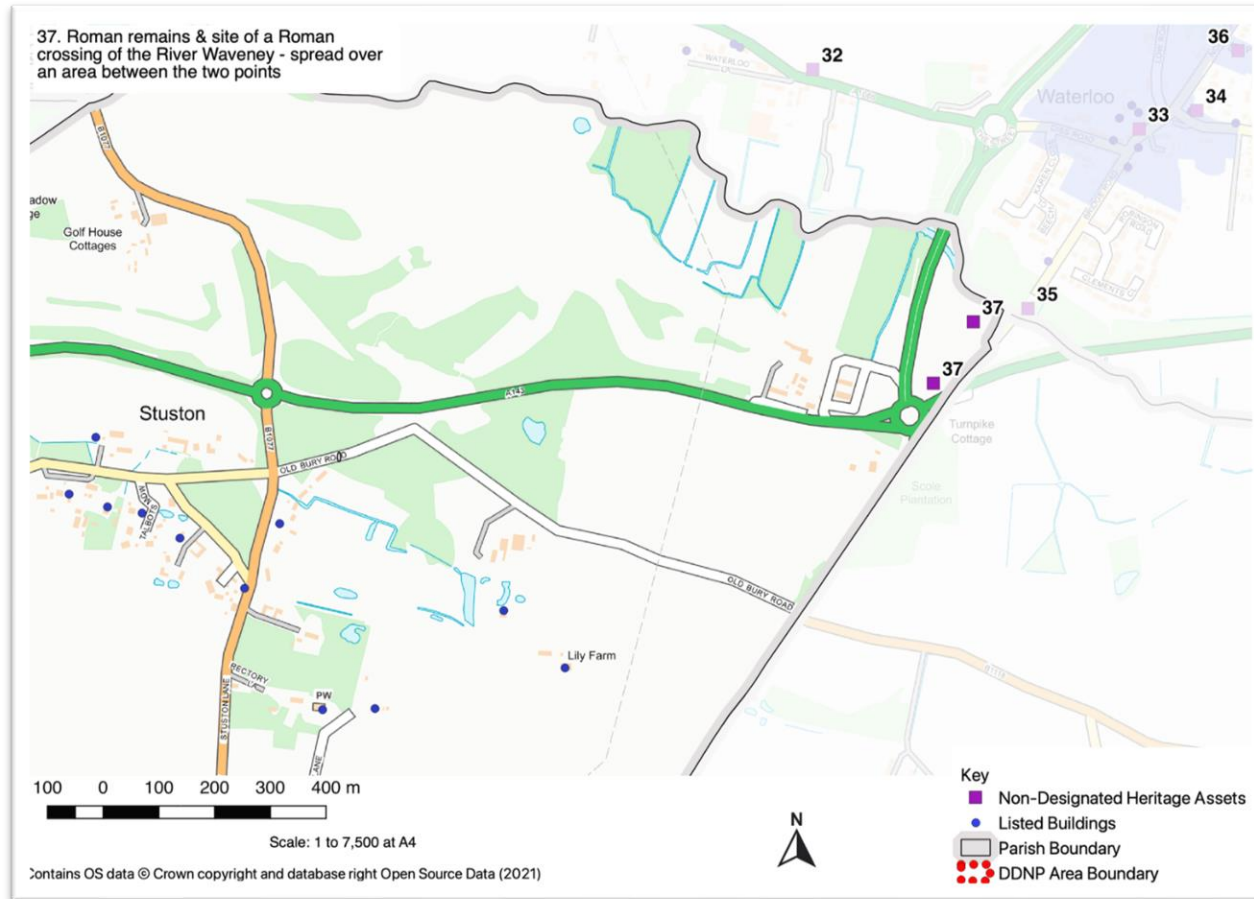 37. Roman remains & site of a Roman
crossing of the River Waveney - spread over
an area between the two points
32
36
34
33
Waterloo
WATERLOO
B1077
Golf House
Cottages
35
CLEMENTS
37
37
A143
Stuston
B1077
OLD BURY ROAD
Turnpike
Cottage
Scole
Plantation
TALBOTS
OLD BURY ROAD
Lily Farm
RECTORY
PW
STUSTON LANE
LANE
100 0 100 200 300 400 m
Scale: 1 to 7,500 at A4
N
Key
Non-Designated Heritage Assets
Listed Buildings
Parish Boundary
DDNP Area Boundary
Contains OS data © Crown copyright and database right Open Source Data (2021)